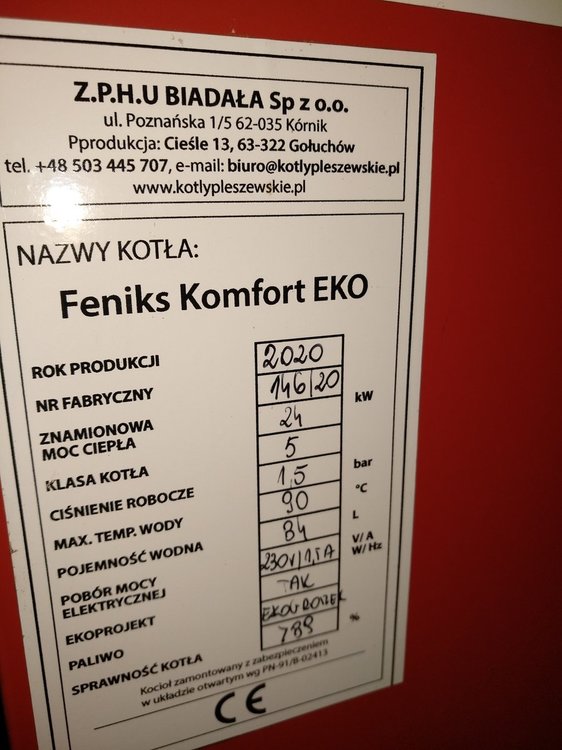 Z.P.H.U BIADAŁA Sp z o.o.
ul. Poznańska 1/5 62-035 Kórnik
Pprodukcja: Cieśle 13, 63-322 Gołuchów
tel. +48 503 445 707, e-mail: biuro@kotlypleszewskie.pl
www.kotlypleszewskie.pl
NAZWY KOTŁA:
Feniks Komfort EKO
ROK PRODUKCJI 2020
NR FABRYCZNY 146/20
ZNAMIONOWA
MOC CIEPŁA 24 kW
KLASA KOTŁA 5
CIŚNIENIE ROBOCZE 1,5 bar
MAX. TEMP. WODY 90 °C
POJEMNOŚĆ WODNA 84 L
POBÓR MOCY
ELEKTRYCZNEJ 230V/1,5A V/A
W/Hz
EKOPROJEKT TAK
PALIWO EKOGROSZEK
SPRAWNOŚĆ KOTŁA %
Kocioł zamontowany z zabezpieczeniem
w układzie otwartym wg PN-91/B-02413
CE